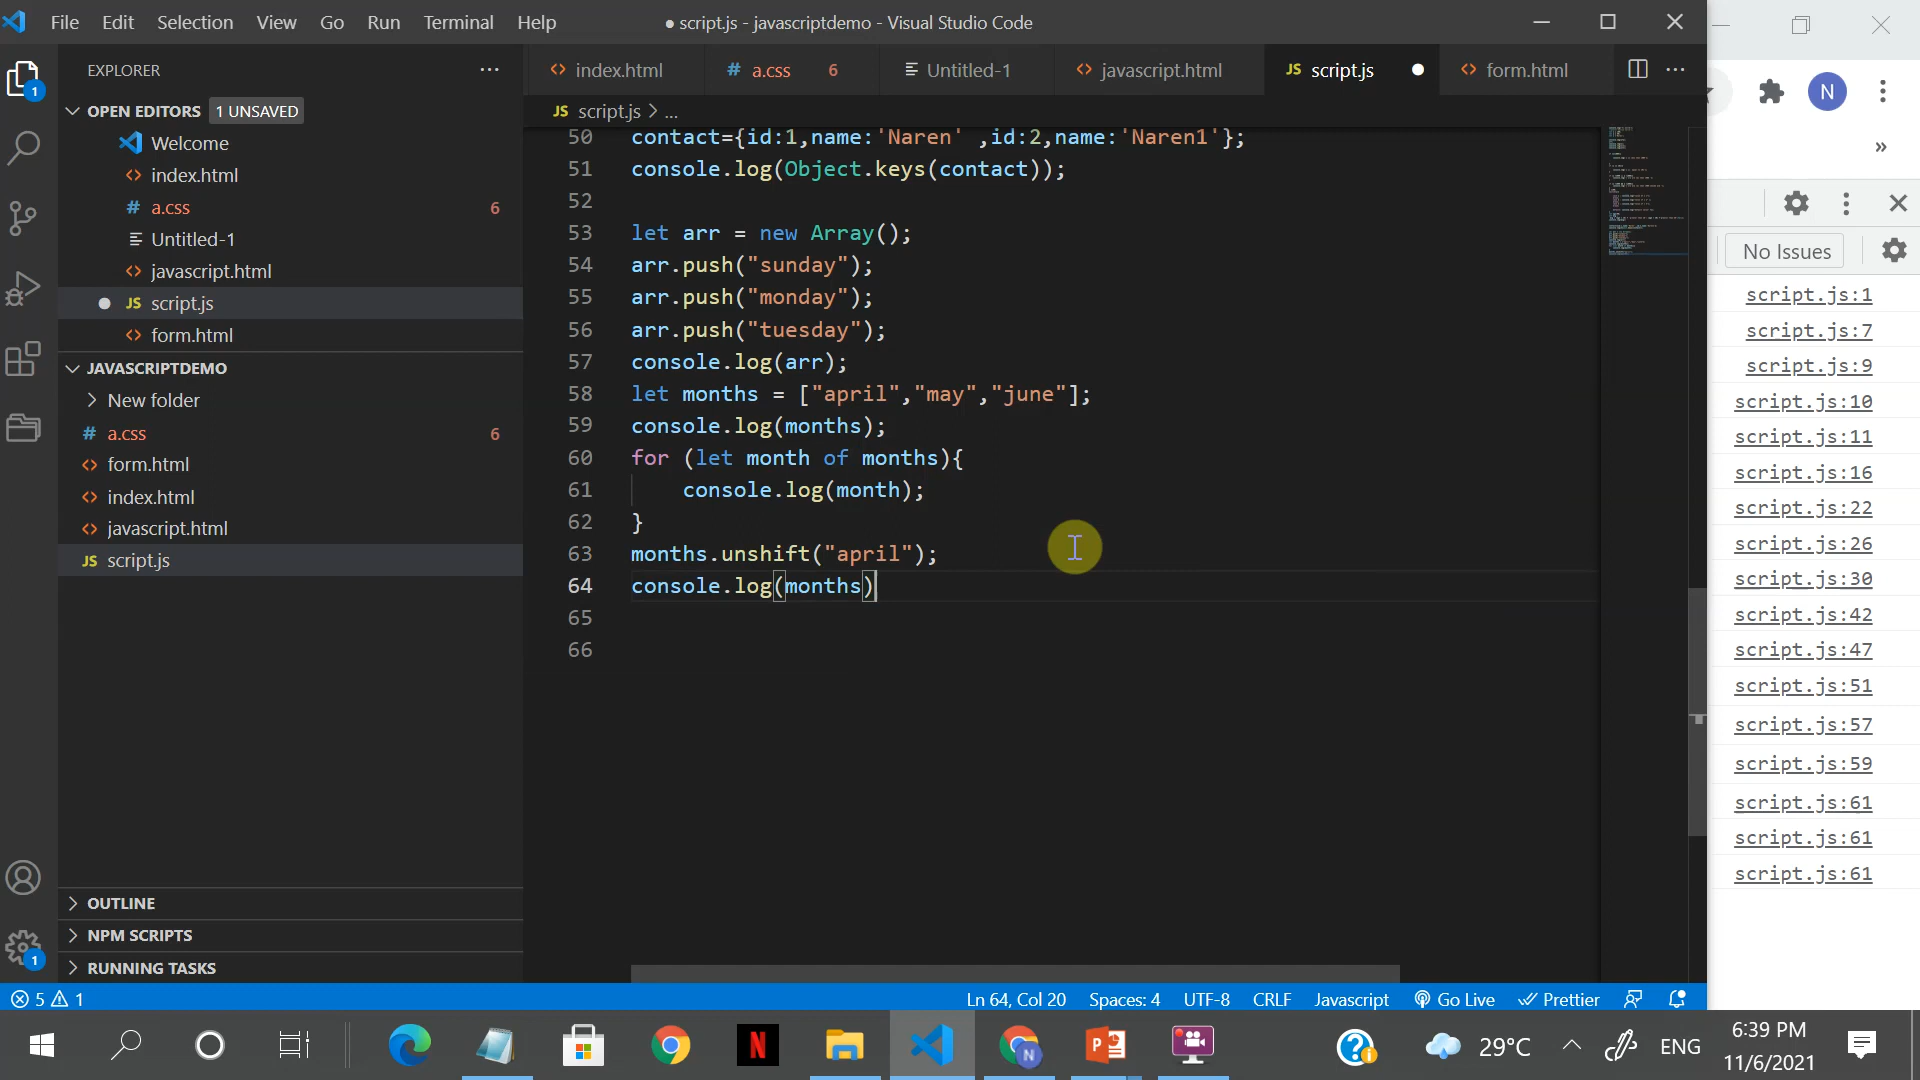 File Edit Selection View Go Run Terminal Help ● script.js - javascriptdemo - Visual Studio Code
EXPLORER
OPEN EDITORS 1 UNSAVED
Welcome
index.html
a.css 6
Untitled-1
javascript.html
script.js
form.html
JAVASCRIPTDEMO
New folder
a.css 6
form.html
index.html
javascript.html
script.js
OUTLINE
NPM SCRIPTS
RUNNING TASKS
index.html a.css 6 Untitled-1 javascript.html JS script.js form.html
JS script.js > ...
50 contact={id:1,name:'Naren' ,id:2,name:'Naren1'};
51 console.log(Object.keys(contact));
52
53 let arr = new Array();
54 arr.push("sunday");
55 arr.push("monday");
56 arr.push("tuesday");
57 console.log(arr);
58 let months = ["april","may","june"];
59 console.log(months);
60 for (let month of months){
61 console.log(month);
62 }
63 months.unshift("april");
64 console.log(months)
65
66
N
»
No Issues
script.js:1
script.js:7
script.js:9
script.js:10
script.js:11
script.js:16
script.js:22
script.js:26
script.js:30
script.js:42
script.js:47
script.js:51
script.js:57
script.js:59
script.js:61
script.js:61
script.js:61
5 1 Ln 64, Col 20 Spaces: 4 UTF-8 CRLF Javascript Go Live Prettier
29°C ENG 6:39 PM
11/6/2021